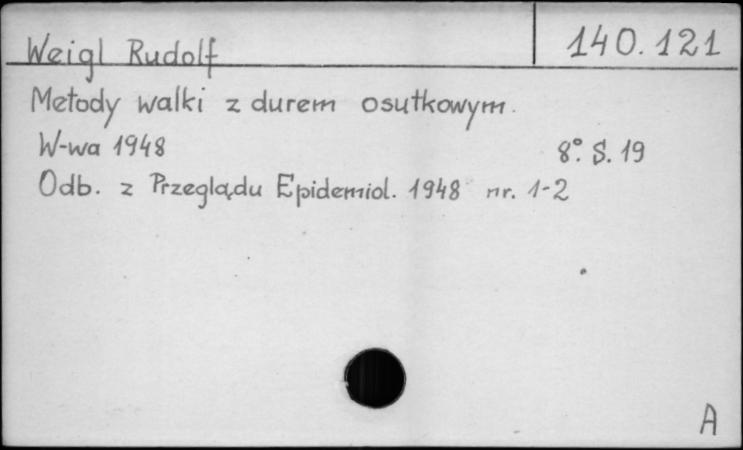 Weigl Rudolf 140.121
Metody walki z durem osutkowym.
W-wa 1948 8°. S. 19
Odb. z Przeglądu Epidemiol. 1948 nr. 1-2
A